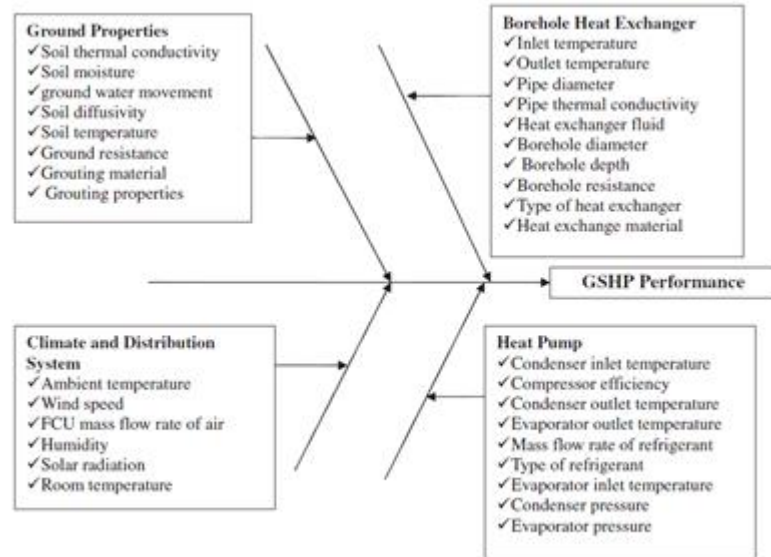 Ground Properties
✓Soil thermal conductivity
✓Soil moisture
✓ground water movement
✓Soil diffusivity
✓Soil temperature
✓Ground resistance
✓Grouting material
✓ Grouting properties
Borehole Heat Exchanger
✓Inlet temperature
✓Outlet temperature
✓Pipe diameter
✓Pipe thermal conductivity
✓Heat exchanger fluid
✓Borehole diameter
✓ Borehole depth
✓Borehole resistance
✓Type of heat exchanger
✓Heat exchange material
GSHP Performance
Climate and Distribution
System
✓Ambient temperature
✓Wind speed
✓FCU mass flow rate of air
✓Humidity
✓Solar radiation
✓Room temperature
Heat Pump
✓Condenser inlet temperature
✓Compressor efficiency
✓Condenser outlet temperature
✓Evaporator outlet temperature
✓Mass flow rate of refrigerant
✓Type of refrigerant
✓Evaporator inlet temperature
✓Condenser pressure
✓Evaporator pressure